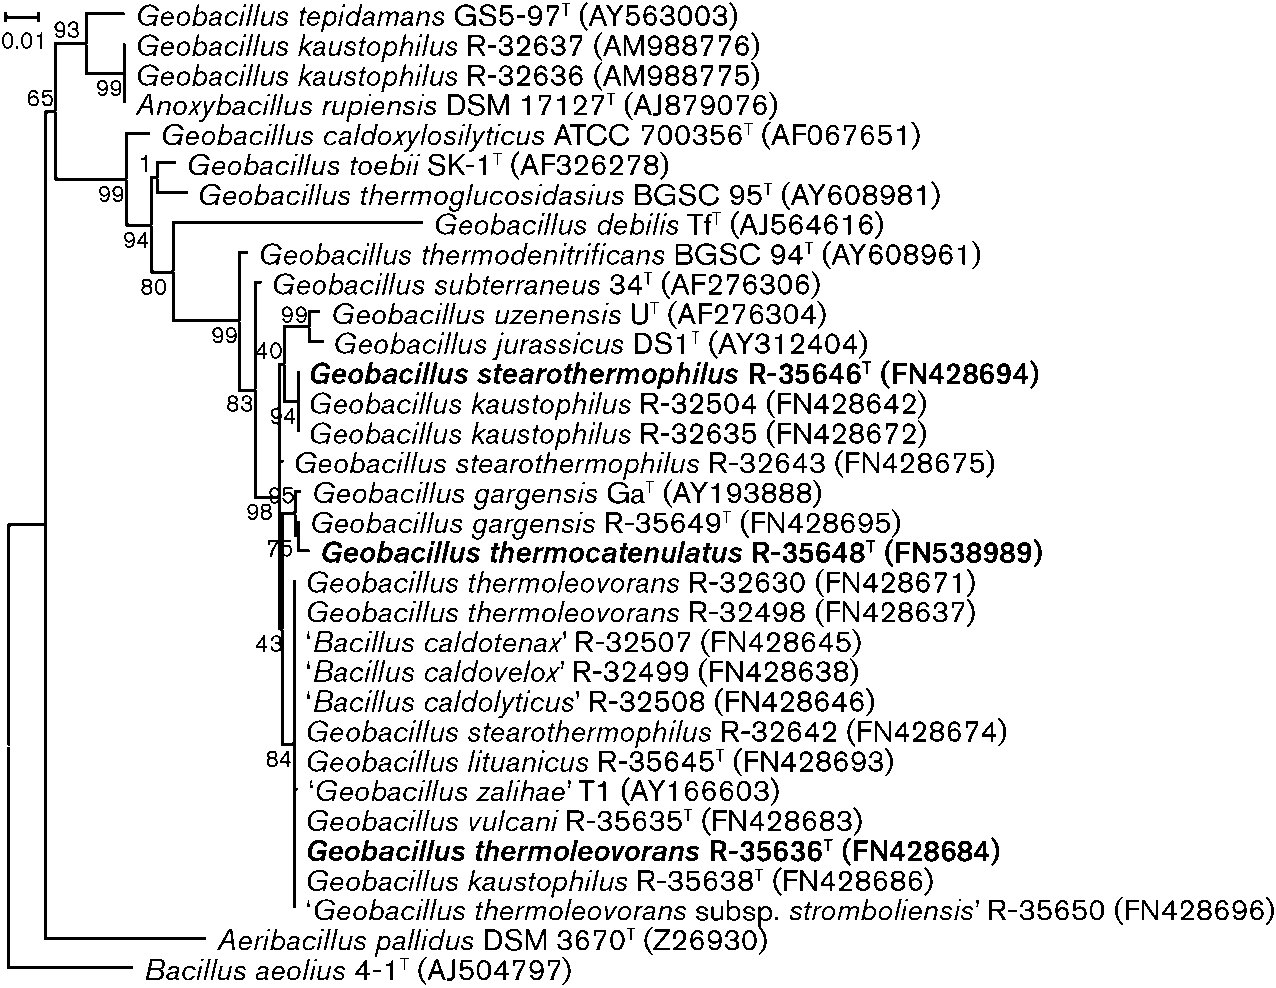 Geobacillus tepidamans GS5-97ᵀ (AY563003)
93
0.01
Geobacillus kaustophilus R-32637 (AM988776)
Geobacillus kaustophilus R-32636 (AM988775)
99
65
Anoxybacillus rupiensis DSM 17127ᵀ (AJ879076)
Geobacillus caldoxylosilyticus ATCC 700356ᵀ (AF067651)
1
Geobacillus toebii SK-1ᵀ (AF326278)
99
Geobacillus thermoglucosidasius BGSC 95ᵀ (AY608981)
Geobacillus debilis Tfᵀ (AJ564616)
94
Geobacillus thermodenitrificans BGSC 94ᵀ (AY608961)
80
Geobacillus subterraneus 34ᵀ (AF276306)
99
Geobacillus uzenensis Uᵀ (AF276304)
99
40
Geobacillus jurassicus DS1ᵀ (AY312404)
Geobacillus stearothermophilus R-35646ᵀ (FN428694)
83
Geobacillus kaustophilus R-32504 (FN428642)
94
Geobacillus kaustophilus R-32635 (FN428672)
Geobacillus stearothermophilus R-32643 (FN428675)
95
Geobacillus gargensis Gaᵀ (AY193888)
98
Geobacillus gargensis R-35649ᵀ (FN428695)
75
Geobacillus thermocatenulatus R-35648ᵀ (FN538989)
Geobacillus thermoleovorans R-32630 (FN428671)
Geobacillus thermoleovorans R-32498 (FN428637)
43
‘Bacillus caldotenax’ R-32507 (FN428645)
‘Bacillus caldovelox’ R-32499 (FN428638)
‘Bacillus caldolyticus’ R-32508 (FN428646)
Geobacillus stearothermophilus R-32642 (FN428674)
84
Geobacillus lituanicus R-35645ᵀ (FN428693)
‘Geobacillus zalihae’ T1 (AY166603)
Geobacillus vulcani R-35635ᵀ (FN428683)
Geobacillus thermoleovorans R-35636ᵀ (FN428684)
Geobacillus kaustophilus R-35638ᵀ (FN428686)
‘Geobacillus thermoleovorans subsp. stromboliensis’ R-35650 (FN428696)
Aeribacillus pallidus DSM 3670ᵀ (Z26930)
Bacillus aeolius 4-1ᵀ (AJ504797)